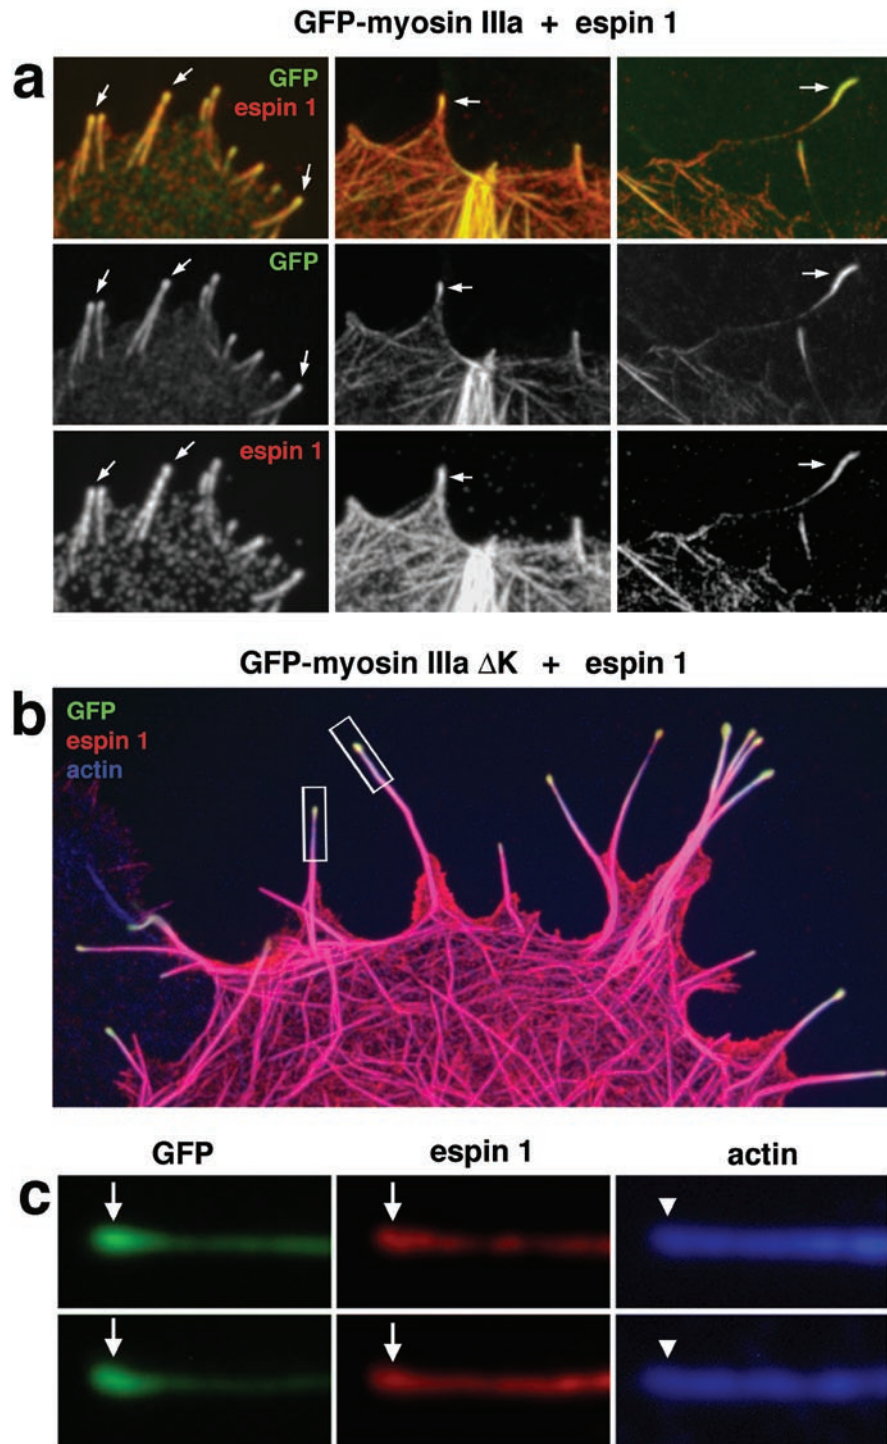 GFP-myosin IIIa + espin 1
a
GFP
espin 1
GFP
espin 1
GFP-myosin IIIa ΔK + espin 1
b
GFP
espin 1
actin
c
GFP espin 1 actin